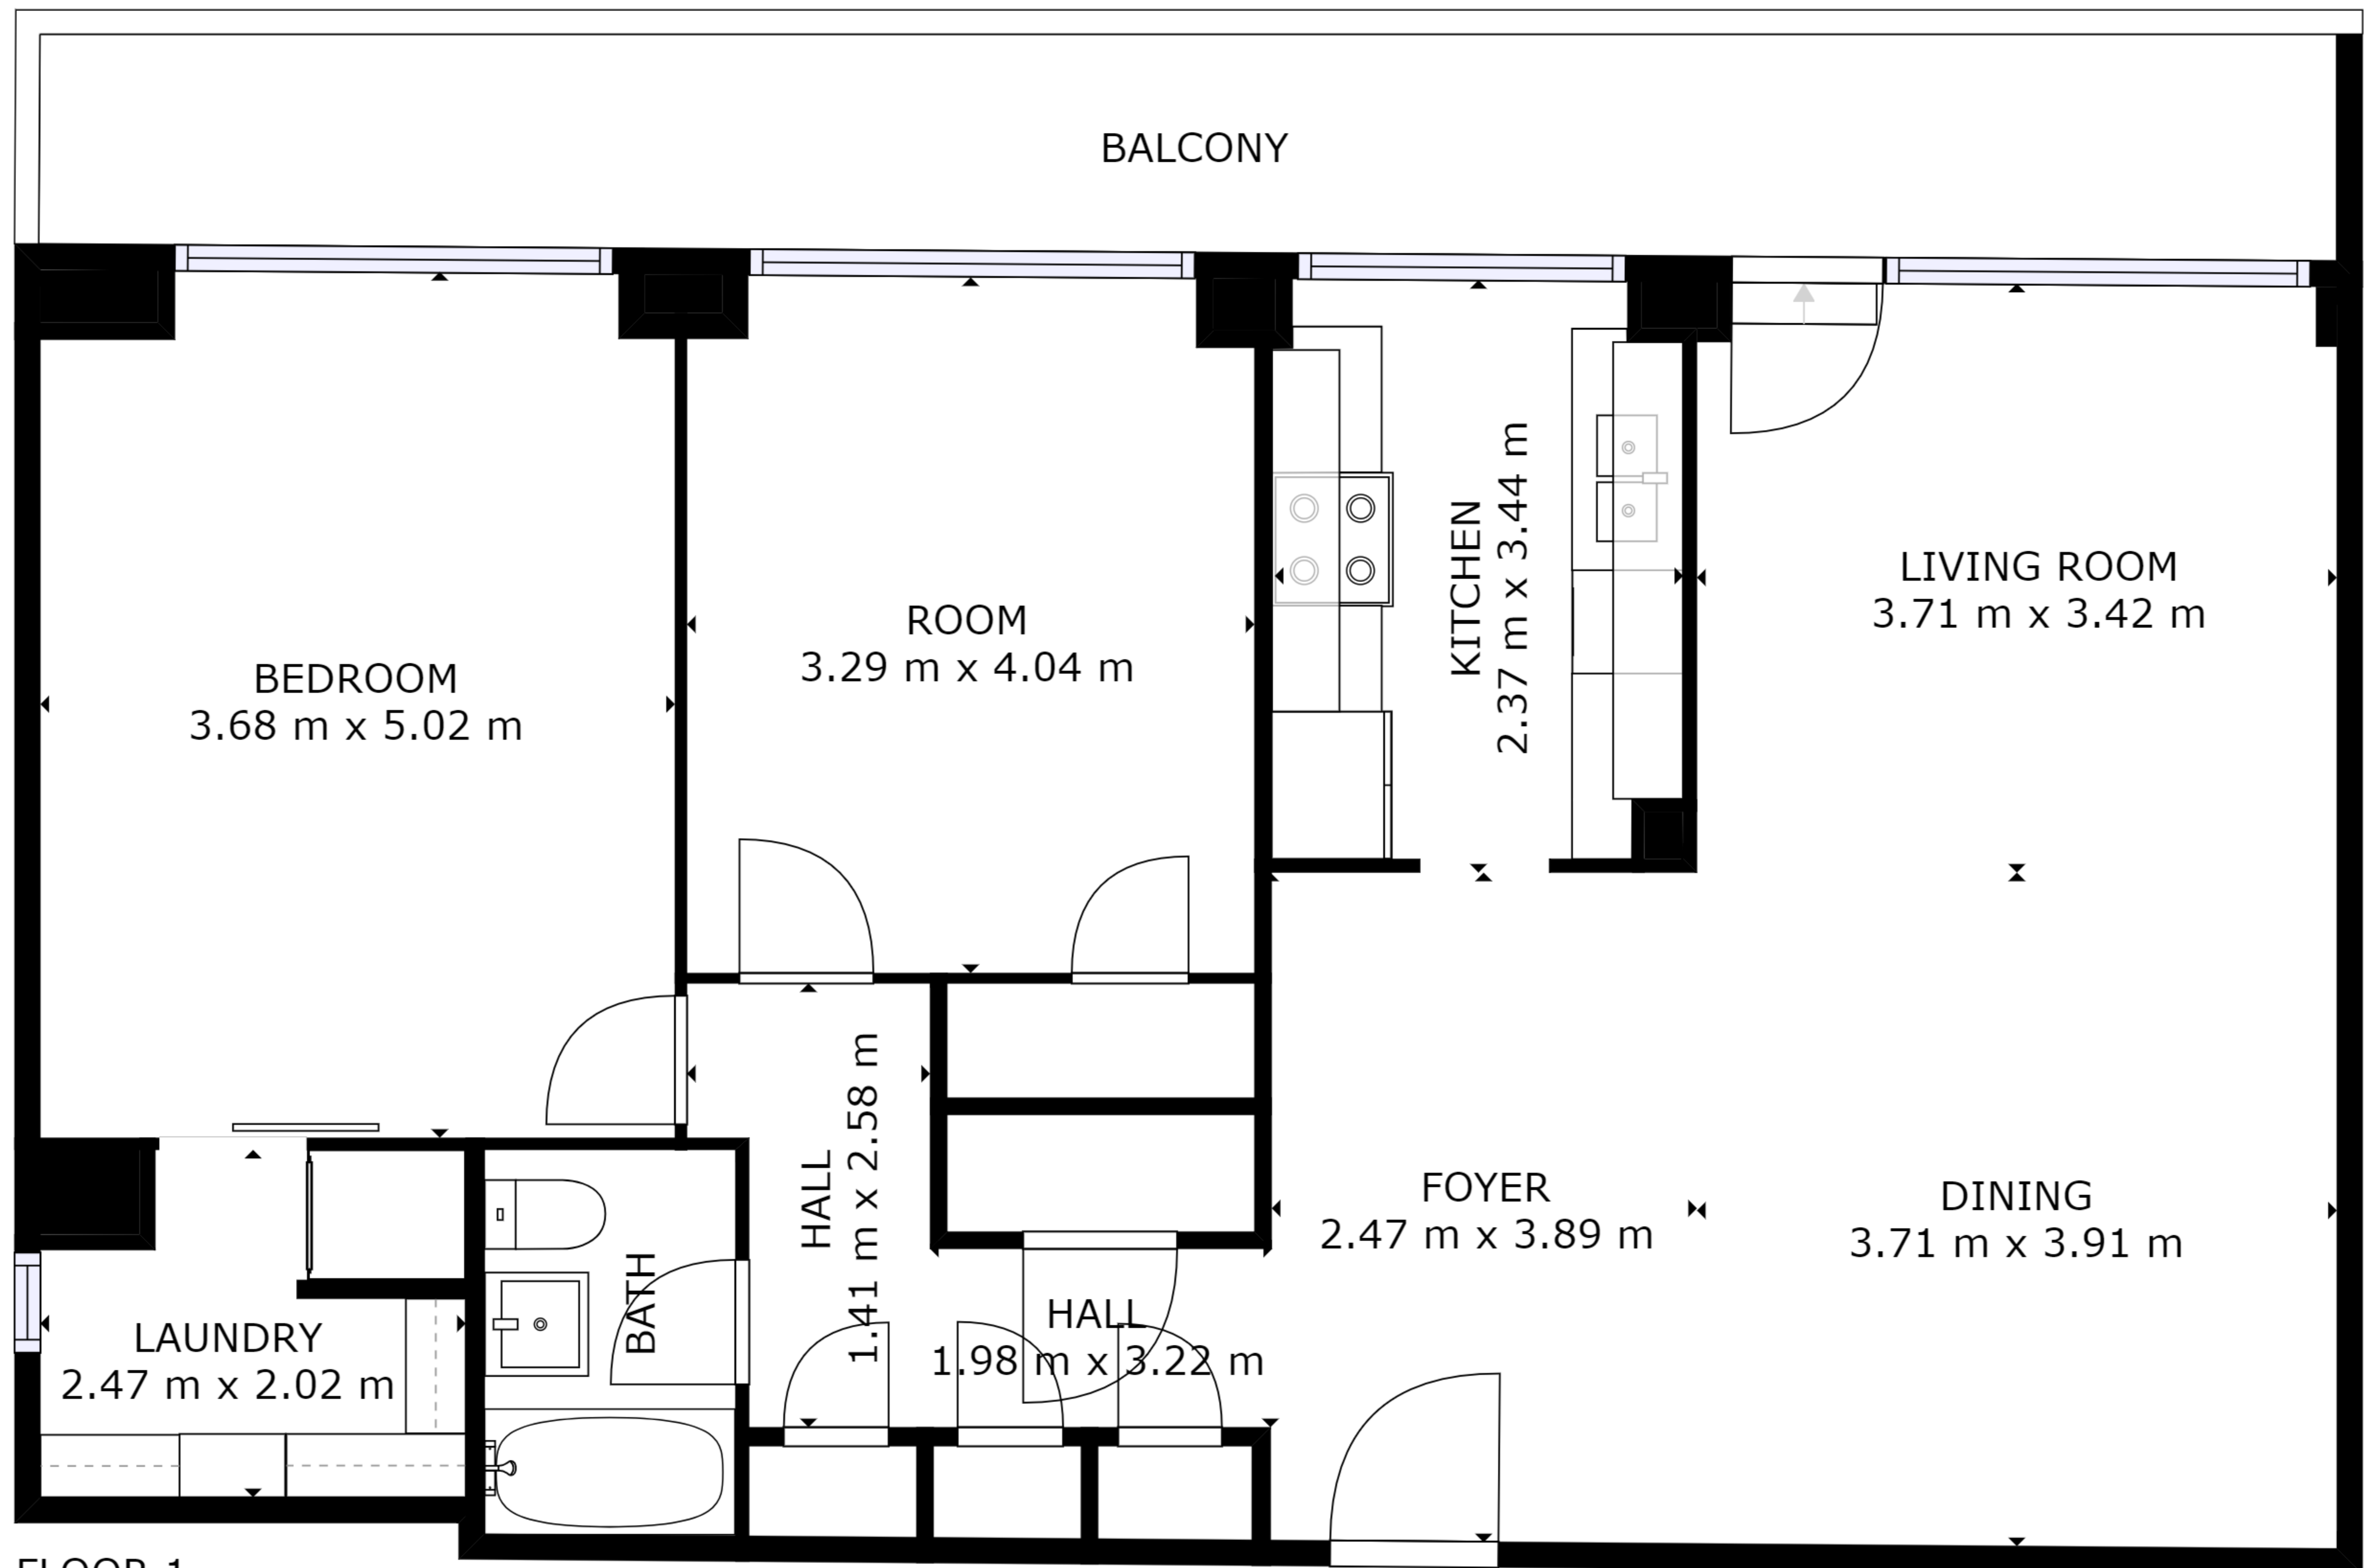 BALCONY
BEDROOM
3.68 m x 5.02 m
ROOM
3.29 m x 4.04 m
KITCHEN
2.37 m x 3.44 m
LIVING ROOM
3.71 m x 3.42 m
HALL
1.41 m x 2.58 m
FOYER
2.47 m x 3.89 m
DINING
3.71 m x 3.91 m
LAUNDRY
2.47 m x 2.02 m
BATH
HALL
1.98 m x 3.22 m
FLOOR 1